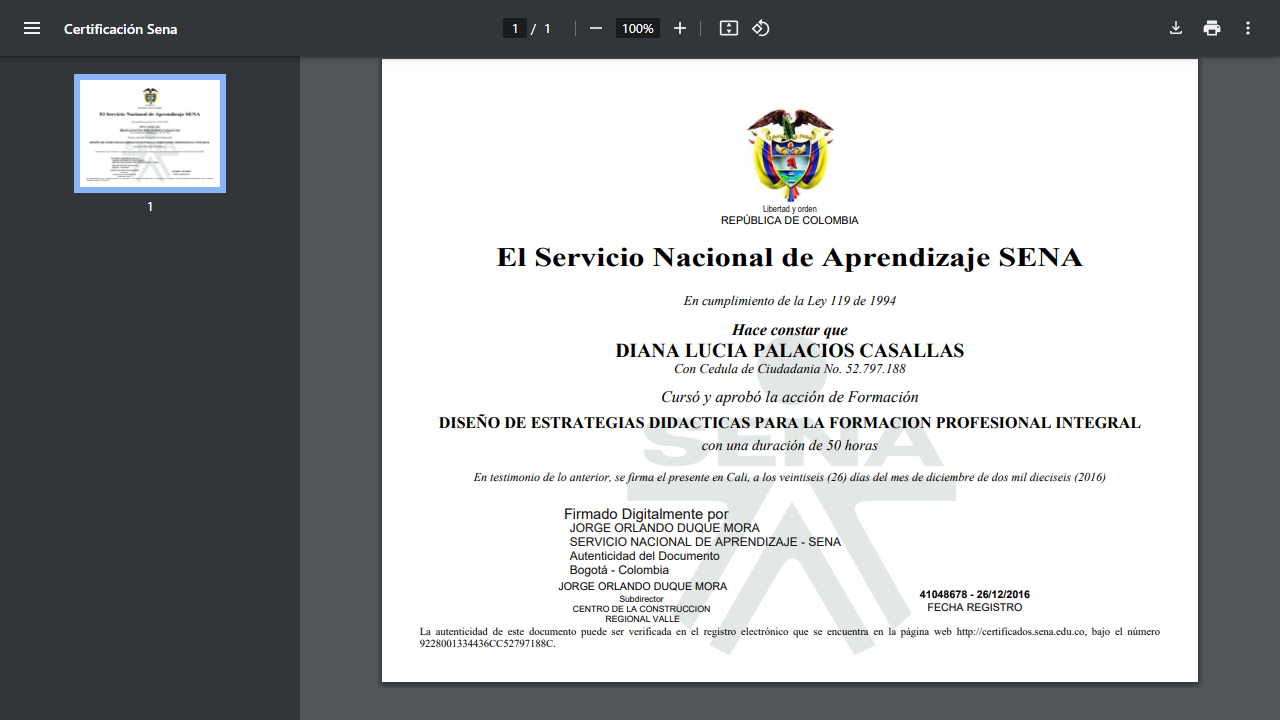 Certificación Sena
1 / 1
100%
1
Libertad y orden
REPÚBLICA DE COLOMBIA
El Servicio Nacional de Aprendizaje SENA
En cumplimiento de la Ley 119 de 1994
Hace constar que
DIANA LUCIA PALACIOS CASALLAS
Con Cedula de Ciudadania No. 52.797.188
Cursó y aprobó la acción de Formación
DISEÑO DE ESTRATEGIAS DIDACTICAS PARA LA FORMACION PROFESIONAL INTEGRAL
SENA
con una duración de 50 horas
En testimonio de lo anterior, se firma el presente en Cali, a los veintiseis (26) días del mes de diciembre de dos mil dieciseis (2016)
Firmado Digitalmente por
JORGE ORLANDO DUQUE MORA
SERVICIO NACIONAL DE APRENDIZAJE - SENA
Autenticidad del Documento
Bogotá - Colombia
JORGE ORLANDO DUQUE MORA
Subdirector
CENTRO DE LA CONSTRUCCION
REGIONAL VALLE
41048678 - 26/12/2016
FECHA REGISTRO
La autenticidad de este documento puede ser verificada en el registro electrónico que se encuentra en la página web http://certificados.sena.edu.co, bajo el número
9228001334436CC52797188C.